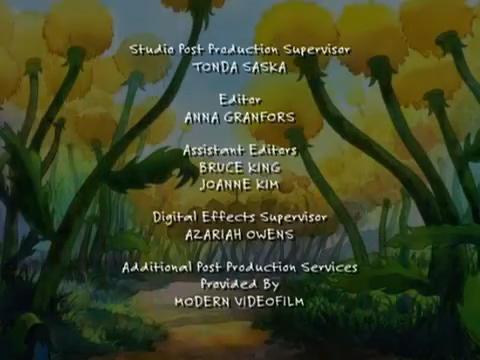 Studio Post Production Supervisor
TONDA SASKA
Editor
ANNA GRANFORS
Assistant Editors
BRUCE KING
JOANNE KIM
Digital Effects Supervisor
AZARIAH OWENS
Additional Post Production Services
Provided By
MODERN VIDEOFILM